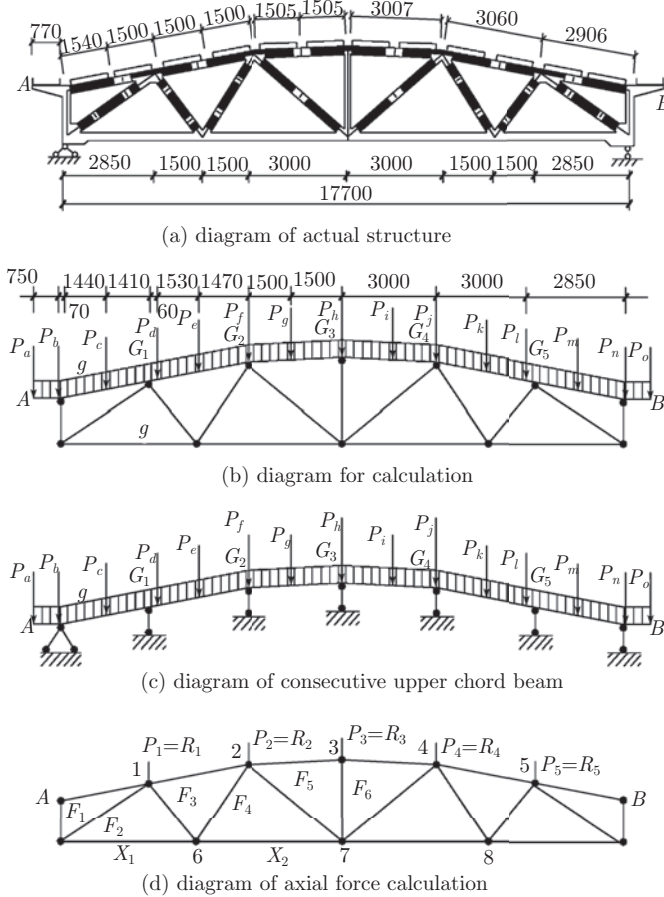 770 1540 1500 1500 1500 1505 1505 3007 3060 2906
A B
2850 1500 1500 3000 3000 1500 1500 2850
17700
(a) diagram of actual structure
750 1440 1410 1530 1470 1500 1500 3000 3000 2850
70 60
P_a P_b P_c P_d P_e P_f P_g P_h P_i P_j P_k P_l P_m P_n P_o
g G_1 G_2 G_3 G_4 G_5
A B
g
(b) diagram for calculation
P_a P_b P_c P_d P_e P_f P_g P_h P_i P_j P_k P_l P_m P_n P_o
g G_1 G_2 G_3 G_4 G_5
A B
(c) diagram of consecutive upper chord beam
P_1=R_1 P_2=R_2 P_3=R_3 P_4=R_4 P_5=R_5
1 2 3 4 5
A B
F_1 F_2 F_3 F_4 F_5 F_6
X_1 6 X_2 7 8
(d) diagram of axial force calculation